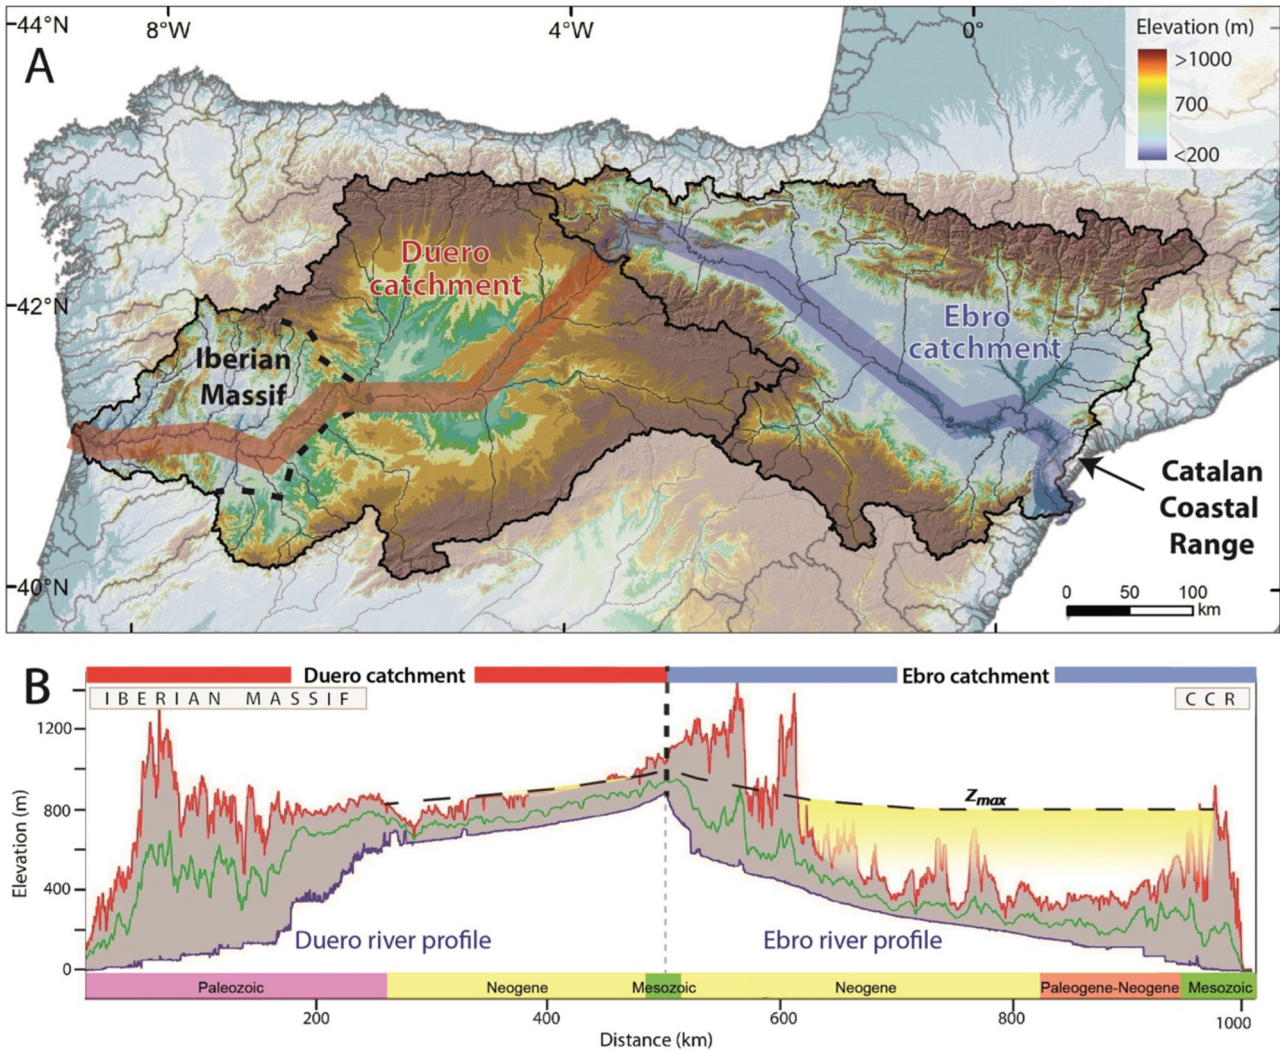 44°N
8°W
4°W
0°
A
Elevation (m)
>1000
700
<200
Duero
catchment
42°N
Ebro
catchment
Iberian
Massif
Catalan
Coastal
Range
40°N
0 50 100
km
B
Duero catchment
Ebro catchment
IBERIAN MASSIF
CCR
1200
800
400
0
Elevation (m)
Zmax
Duero river profile
Ebro river profile
Paleozoic
Neogene
Mesozoic
Neogene
Paleogene-Neogene
Mesozoic
200
400
600
800
1000
Distance (km)